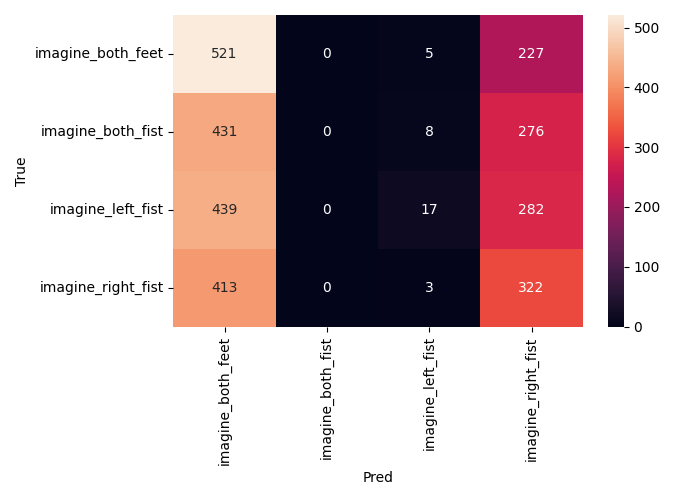 imagine_both_feet 521 0 5 227
imagine_both_fist 431 0 8 276
imagine_left_fist 439 0 17 282
imagine_right_fist 413 0 3 322
True
imagine_both_feet
imagine_both_fist
imagine_left_fist
imagine_right_fist
Pred
500
400
300
200
100
0